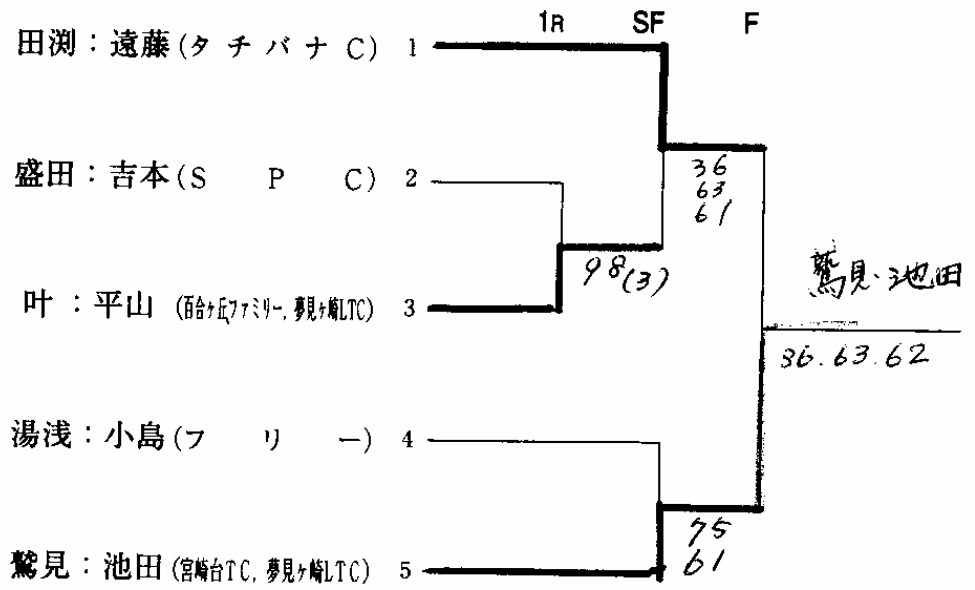 1R SF F
田渕：遠藤(タチバナC) 1
盛田：吉本(S P C) 2
36
63
61
98(3)
鷲見・池田
叶：平山 (百合ヶ丘ファミリー, 夢見ヶ崎LTC) 3
36.63.62
湯浅：小島(フリー) 4
75
61
鷲見：池田 (宮崎台TC, 夢見ヶ崎LTC) 5